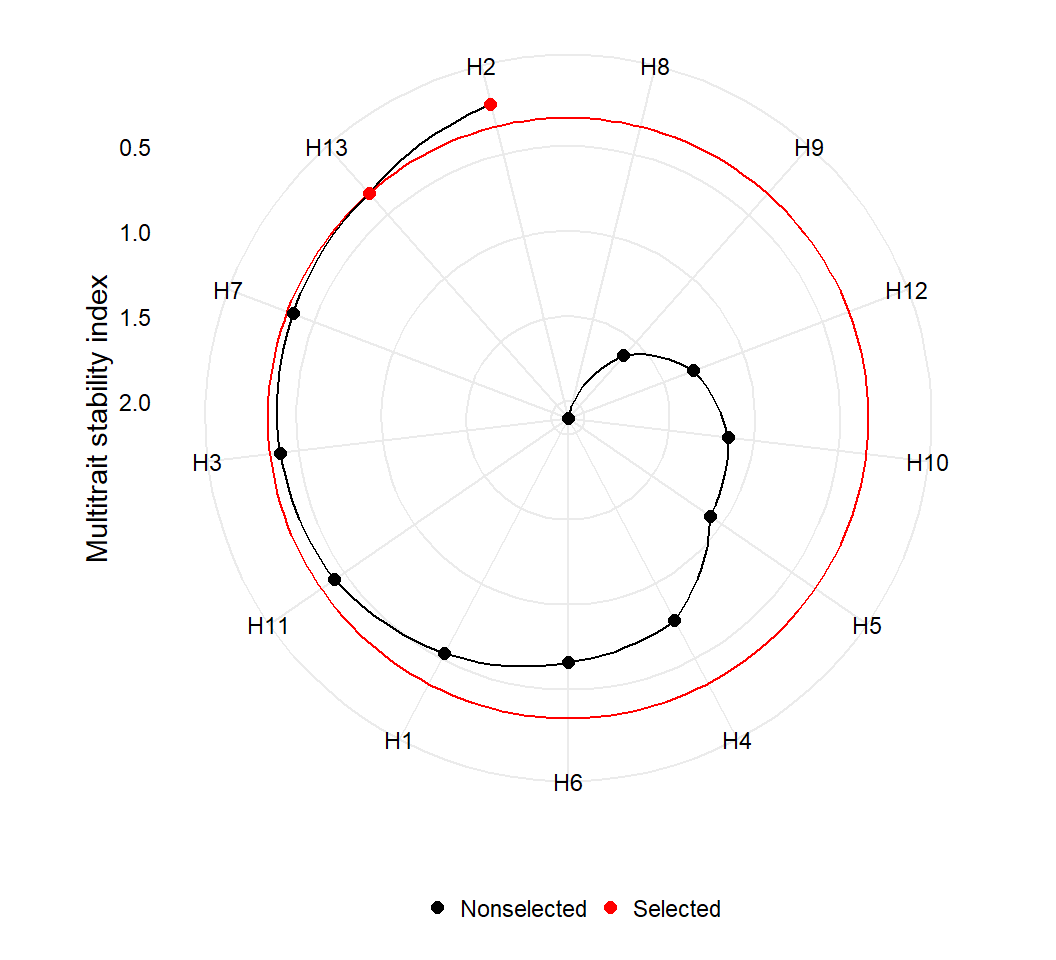 H2
H8
H13
H9
0.5
1.0
H7
H12
1.5
2.0
Multitrait stability index
H3
H10
H11
H5
H1
H4
H6
Nonselected
Selected